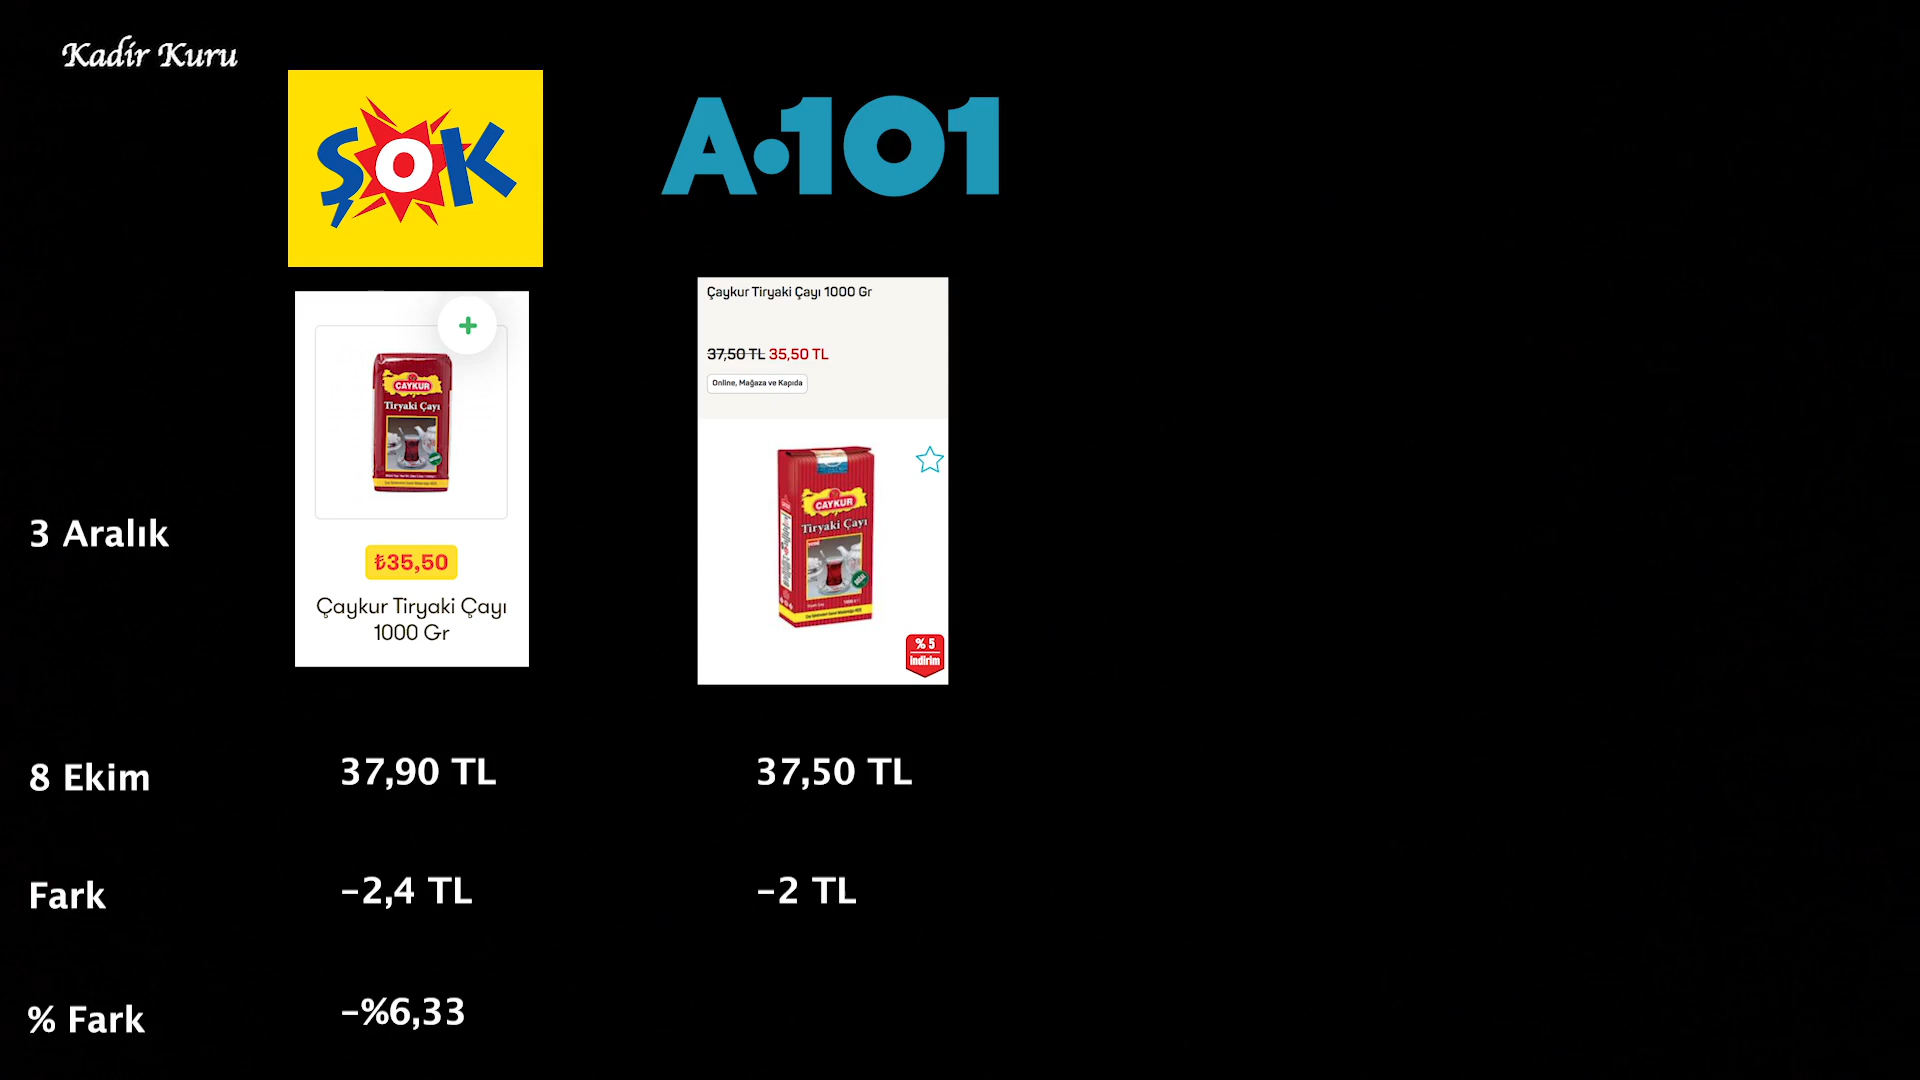 Kadir Kuru
ŞOK
A101
Çaykur Tiryaki Çayı 1000 Gr
37,50 TL 35,50 TL
Online, Mağaza ve Kapıda
ÇAYKUR
Tiryaki Çayı
ÇAYKUR
Tiryaki Çayı
3 Aralık
₺35,50
Çaykur Tiryaki Çayı
1000 Gr
% 5
indirim
8 Ekim
37,90 TL
37,50 TL
Fark
-2,4 TL
-2 TL
% Fark
-%6,33